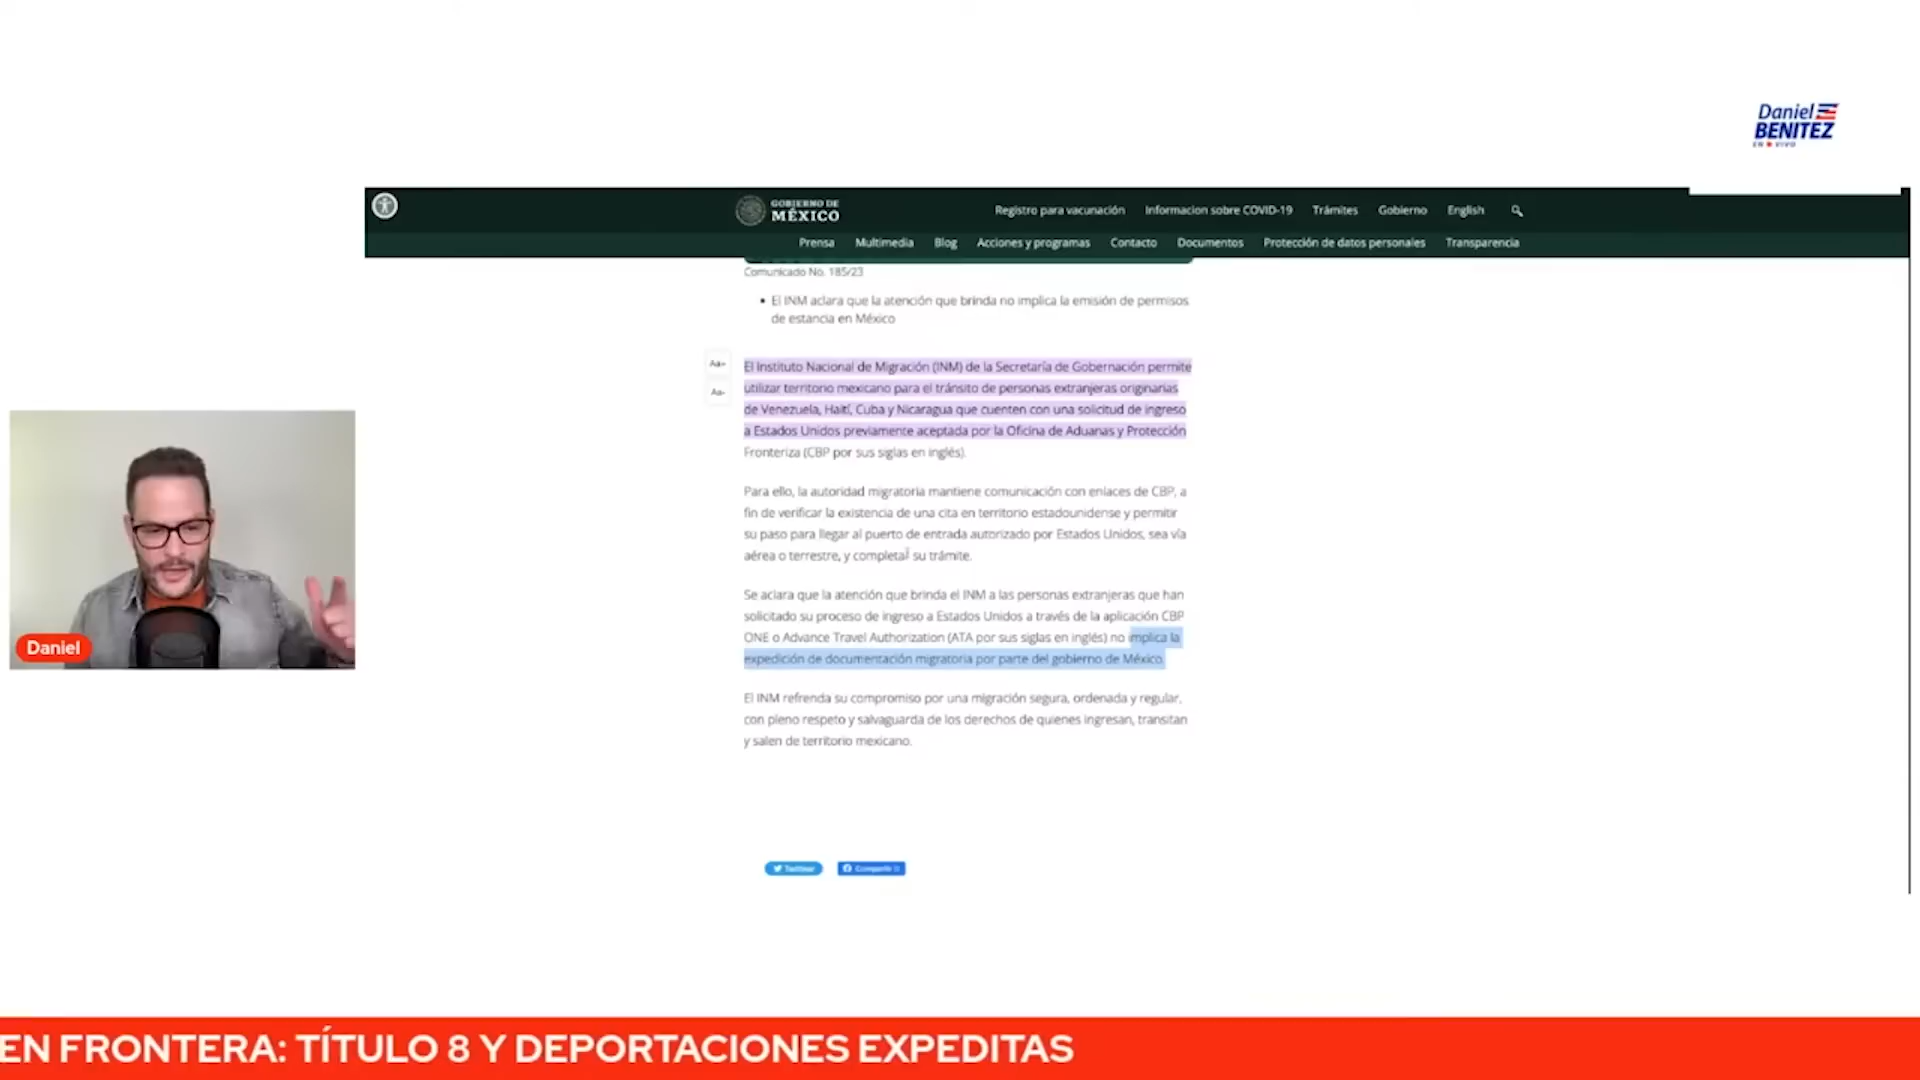 Daniel
BENITEZ
EN VIVO
GOBIERNO DE
MÉXICO
Registro para vacunación Informacion sobre COVID-19 Trámites Gobierno English
Prensa Multimedia Blog Acciones y programas Contacto Documentos Protección de datos personales Transparencia
Comunicado No. 185/23
• El INM aclara que la atención que brinda no implica la emisión de permisos
de estancia en México
Aa+
Aa-
El Instituto Nacional de Migración (INM) de la Secretaría de Gobernación permite
utilizar territorio mexicano para el tránsito de personas extranjeras originarias
de Venezuela, Haití, Cuba y Nicaragua que cuenten con una solicitud de ingreso
a Estados Unidos previamente aceptada por la Oficina de Aduanas y Protección
Fronteriza (CBP por sus siglas en inglés).
Para ello, la autoridad migratoria mantiene comunicación con enlaces de CBP, a
fin de verificar la existencia de una cita en territorio estadounidense y permitir
su paso para llegar al puerto de entrada autorizado por Estados Unidos, sea vía
aérea o terrestre, y completar su trámite.
Se aclara que la atención que brinda el INM a las personas extranjeras que han
solicitado su proceso de ingreso a Estados Unidos a través de la aplicación CBP
ONE o Advance Travel Authorization (ATA por sus siglas en inglés) no implica la
expedición de documentación migratoria por parte del gobierno de México.
El INM refrenda su compromiso por una migración segura, ordenada y regular,
con pleno respeto y salvaguarda de los derechos de quienes ingresan, transitan
y salen de territorio mexicano.
Twittear
Compartir 0
Daniel
EN FRONTERA: TÍTULO 8 Y DEPORTACIONES EXPEDITAS